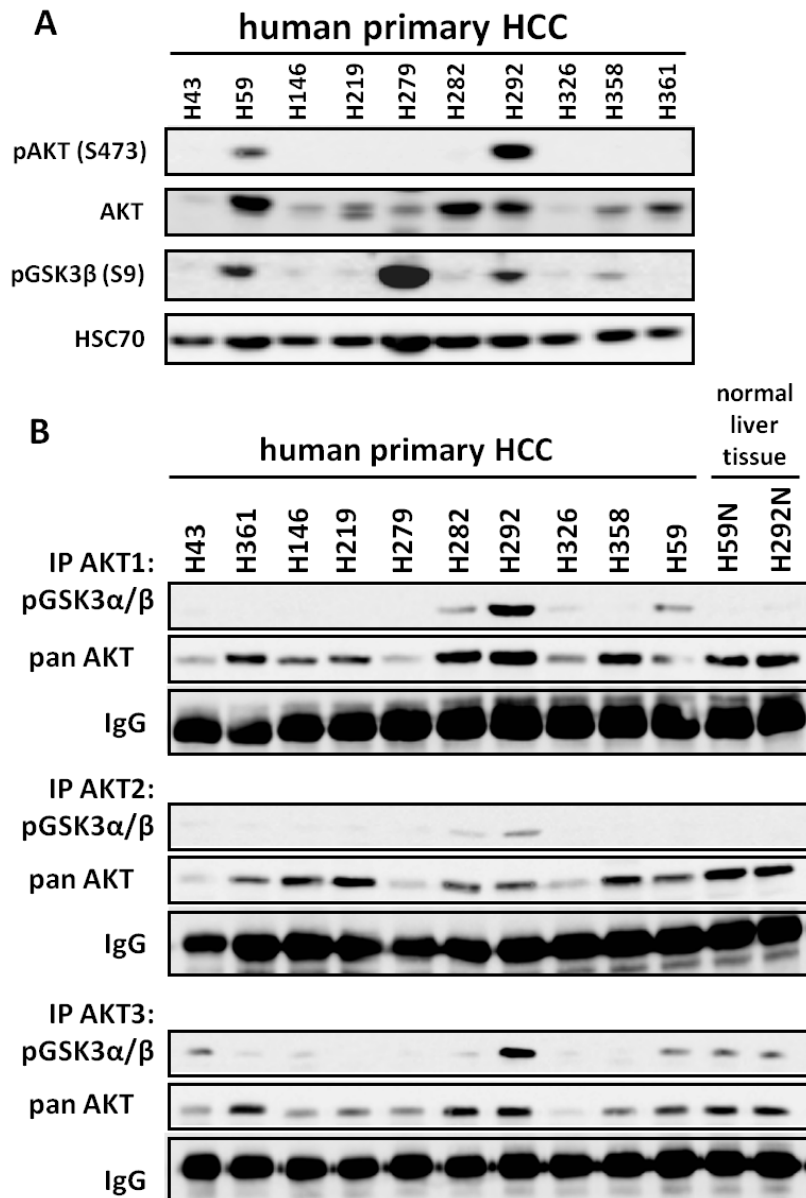 A
human primary HCC
H43 H59 H146 H219 H279 H282 H292 H326 H358 H361
pAKT (S473)
AKT
pGSK3β (S9)
HSC70
B
human primary HCC
normal
liver
tissue
H43 H361 H146 H219 H279 H282 H292 H326 H358 H59 H59N H292N
IP AKT1:
pGSK3α/β
pan AKT
IgG
IP AKT2:
pGSK3α/β
pan AKT
IgG
IP AKT3:
pGSK3α/β
pan AKT
IgG